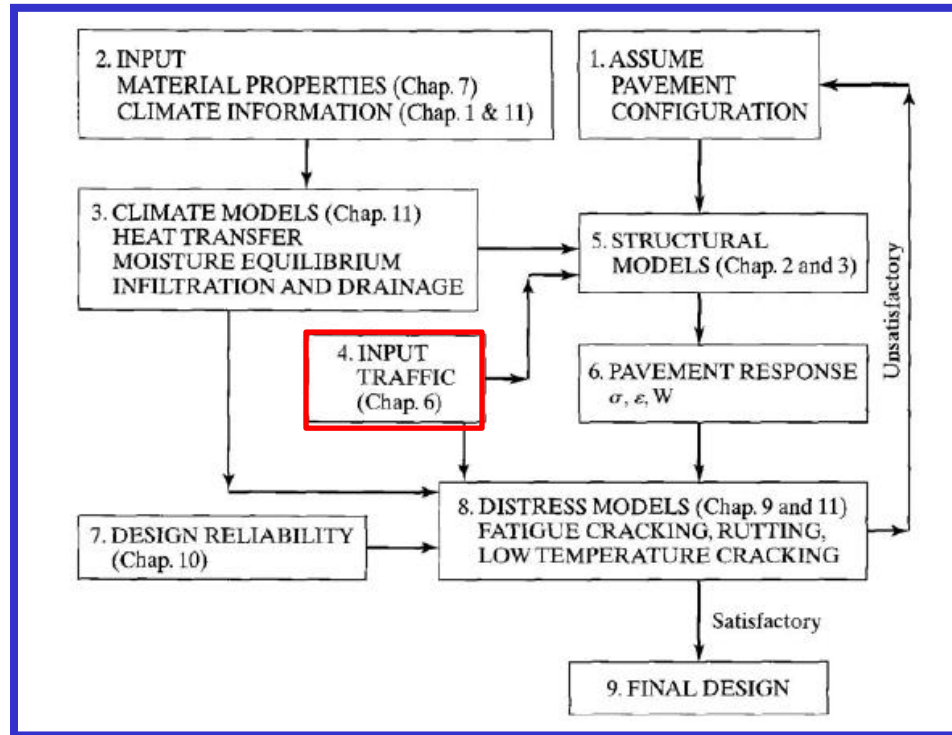 2. INPUT
MATERIAL PROPERTIES (Chap. 7)
CLIMATE INFORMATION (Chap. 1 & 11)
1. ASSUME
PAVEMENT
CONFIGURATION
3. CLIMATE MODELS (Chap. 11)
HEAT TRANSFER
MOISTURE EQUILIBRIUM
INFILTRATION AND DRAINAGE
5. STRUCTURAL
MODELS (Chap. 2 and 3)
Unsatisfactory
4. INPUT
TRAFFIC
(Chap. 6)
6. PAVEMENT RESPONSE
σ, ε, W
7. DESIGN RELIABILITY
(Chap. 10)
8. DISTRESS MODELS (Chap. 9 and 11)
FATIGUE CRACKING, RUTTING,
LOW TEMPERATURE CRACKING
Satisfactory
9. FINAL DESIGN